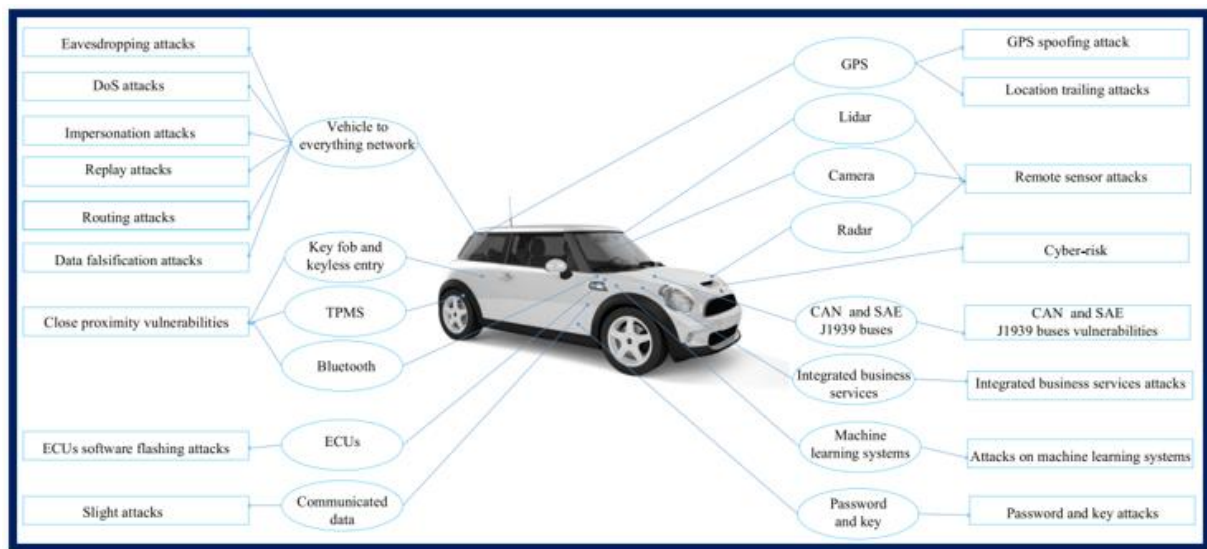 Eavesdropping attacks
DoS attacks
Impersonation attacks
Replay attacks
Routing attacks
Data falsification attacks
Close proximity vulnerabilities
ECUs software flashing attacks
Slight attacks
Vehicle to
everything network
Key fob and
keyless entry
TPMS
Bluetooth
ECUs
Communicated
data
GPS
Lidar
Camera
Radar
CAN and SAE
J1939 buses
Integrated business
services
Machine
learning systems
Password
and key
GPS spoofing attack
Location trailing attacks
Remote sensor attacks
Cyber-risk
CAN and SAE
J1939 buses vulnerabilities
Integrated business services attacks
Attacks on machine learning systems
Password and key attacks